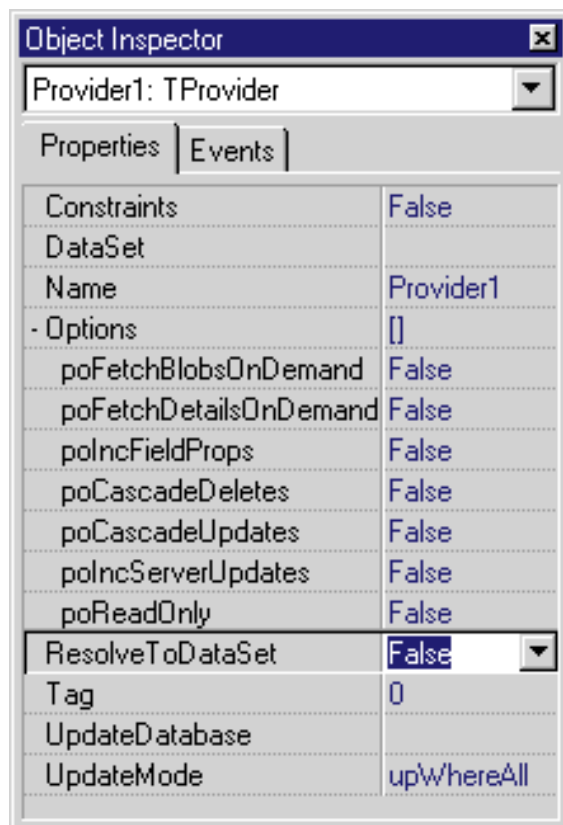 Object Inspector
Provider1: TProvider
Properties Events
Constraints False
DataSet
Name Provider1
- Options []
poFetchBlobsOnDemand False
poFetchDetailsOnDemand False
poIncFieldProps False
poCascadeDeletes False
poCascadeUpdates False
poIncServerUpdates False
poReadOnly False
ResolveToDataSet False
Tag 0
UpdateDatabase
UpdateMode upWhereAll